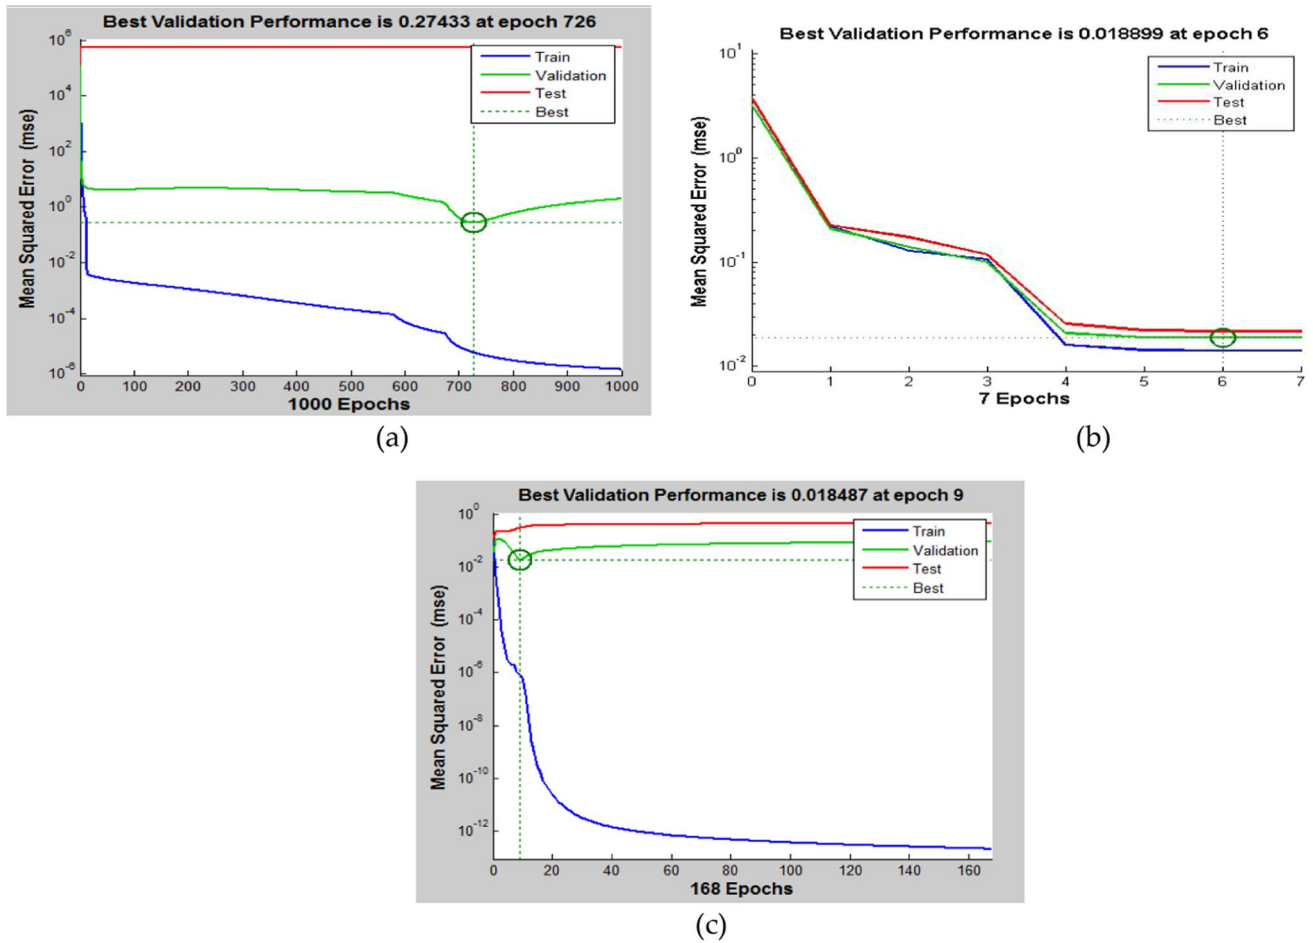 Best Validation Performance is 0.27433 at epoch 726
Mean Squared Error (mse)
10^6
10^4
10^2
10^0
10^-2
10^-4
10^-6
Train
Validation
Test
Best
0 100 200 300 400 500 600 700 800 900 1000
1000 Epochs
(a)
Best Validation Performance is 0.018899 at epoch 6
Mean Squared Error (mse)
10^1
10^0
10^-1
10^-2
Train
Validation
Test
Best
0 1 2 3 4 5 6 7
7 Epochs
(b)
Best Validation Performance is 0.018487 at epoch 9
Mean Squared Error (mse)
10^0
10^-2
10^-4
10^-6
10^-8
10^-10
10^-12
Train
Validation
Test
Best
0 20 40 60 80 100 120 140 160
168 Epochs
(c)